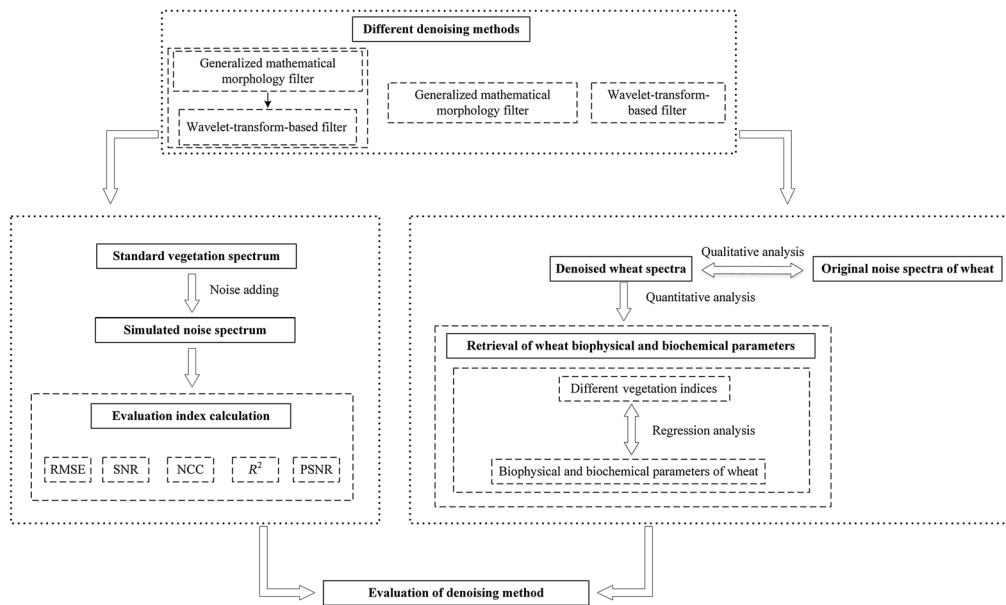 Different denoising methods
Generalized mathematical
morphology filter
Wavelet-transform-based filter
Generalized mathematical
morphology filter
Wavelet-transform-
based filter
Standard vegetation spectrum
Noise adding
Simulated noise spectrum
Evaluation index calculation
RMSE
SNR
NCC
R²
PSNR
Denoised wheat spectra
Qualitative analysis
Original noise spectra of wheat
Quantitative analysis
Retrieval of wheat biophysical and biochemical parameters
Different vegetation indices
Regression analysis
Biophysical and biochemical parameters of wheat
Evaluation of denoising method